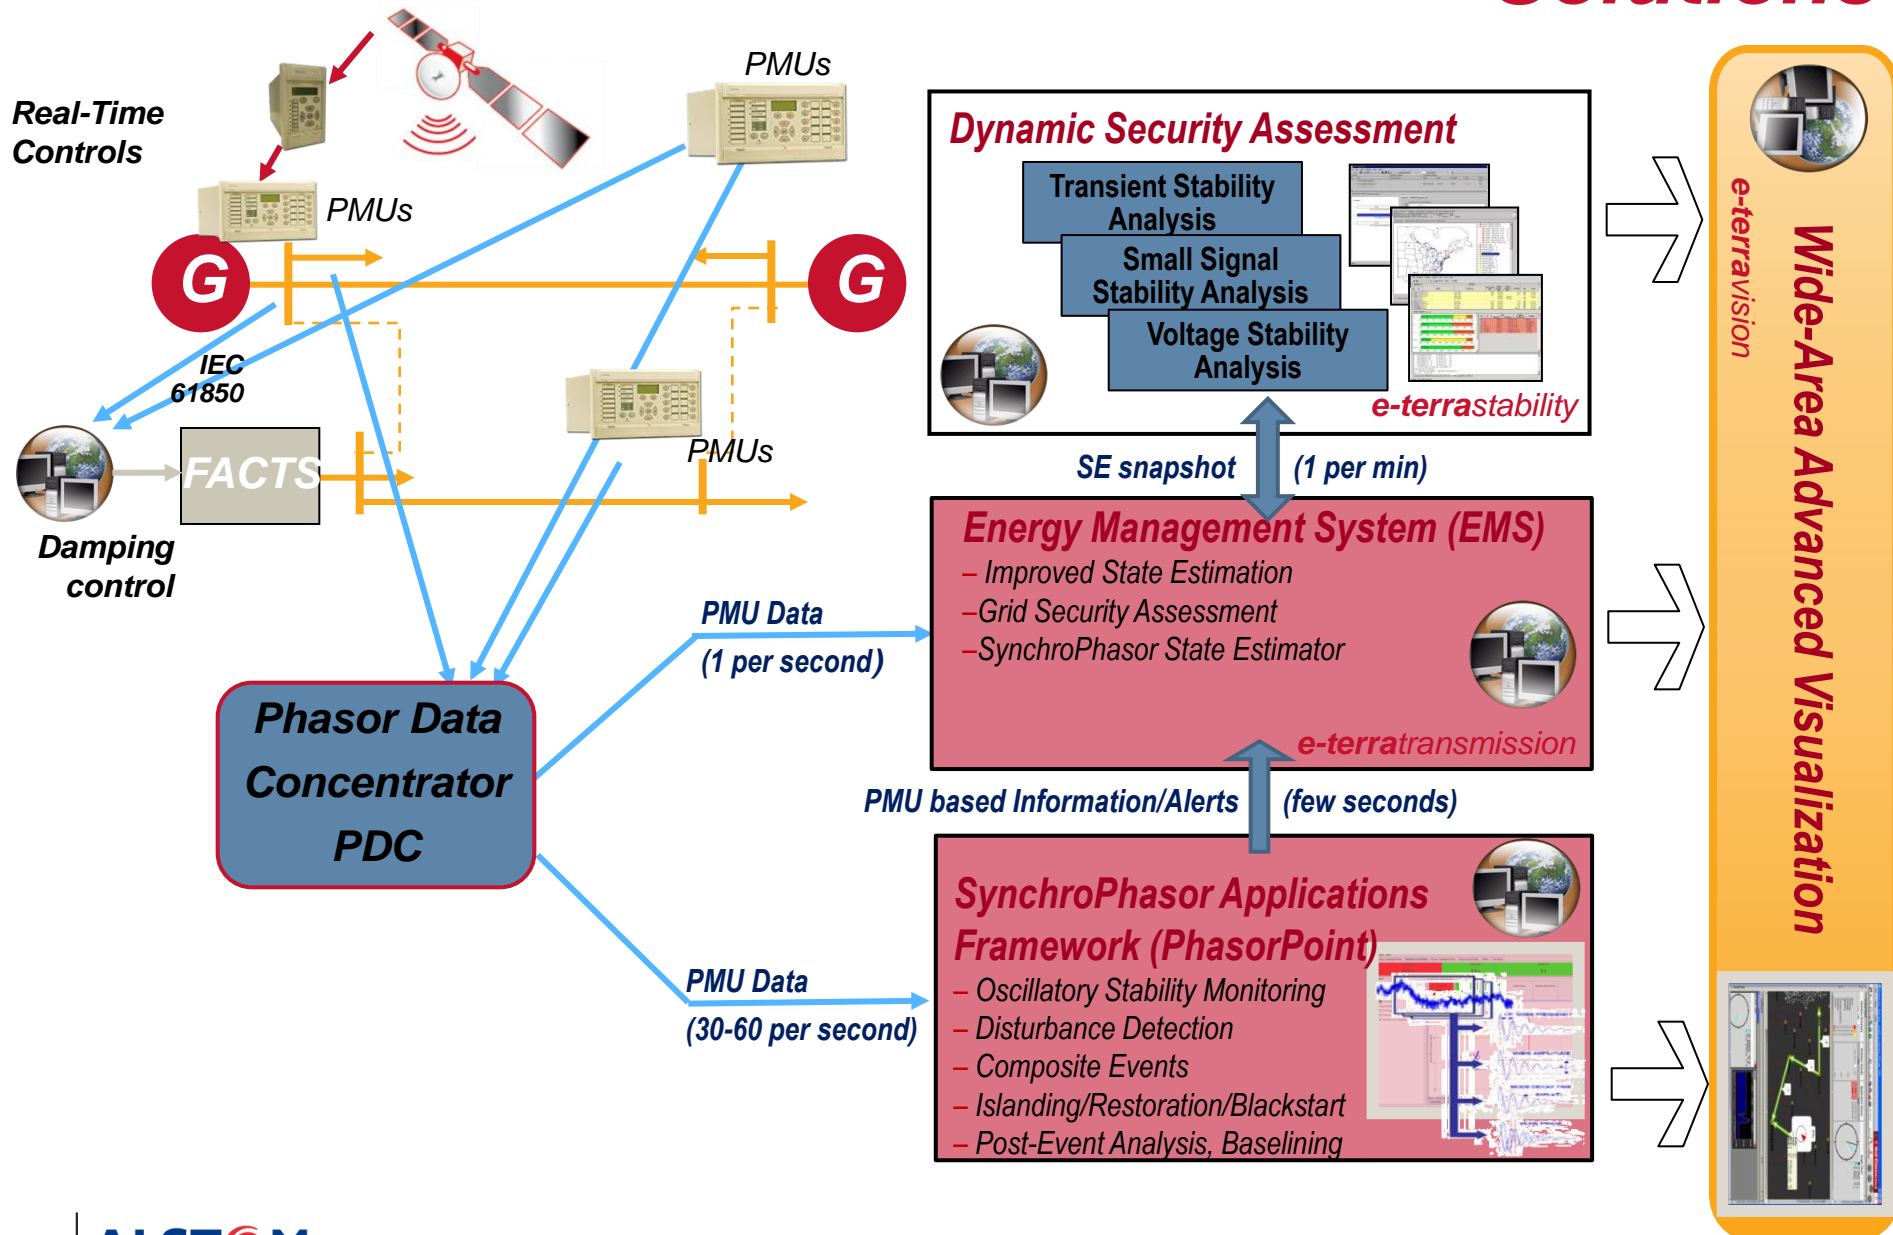 Solutions
PMUs
Real-Time
Controls
PMUs
G
G
IEC
61850
FACTS
PMUs
Damping
control
Phasor Data
Concentrator
PDC
PMU Data
(1 per second)
PMU Data
(30-60 per second)
Dynamic Security Assessment
Transient Stability
Analysis
Small Signal
Stability Analysis
Voltage Stability
Analysis
e-terrastability
SE snapshot (1 per min)
Energy Management System (EMS)
– Improved State Estimation
–Grid Security Assessment
–SynchroPhasor State Estimator
e-terratransmission
PMU based Information/Alerts (few seconds)
SynchroPhasor Applications
Framework (PhasorPoint)
– Oscillatory Stability Monitoring
– Disturbance Detection
– Composite Events
– Islanding/Restoration/Blackstart
– Post-Event Analysis, Baselining
e-terravision
Wide-Area Advanced Visualization
ALSTOM